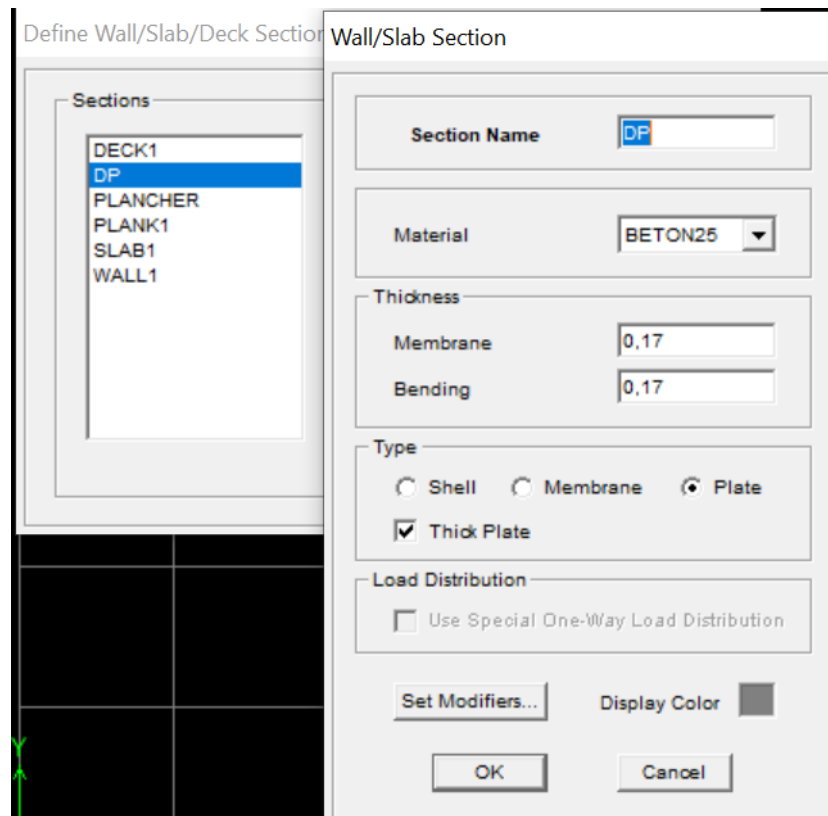 Define Wall/Slab/Deck Section
Wall/Slab Section
Sections
DECK1
DP
PLANCHER
PLANK1
SLAB1
WALL1
Section Name
DP
Material
BETON25
Thickness
Membrane
0,17
Bending
0,17
Type
Shell
Membrane
Plate
Thick Plate
Load Distribution
Use Special One-Way Load Distribution
Set Modifiers...
Display Color
OK
Cancel
Y